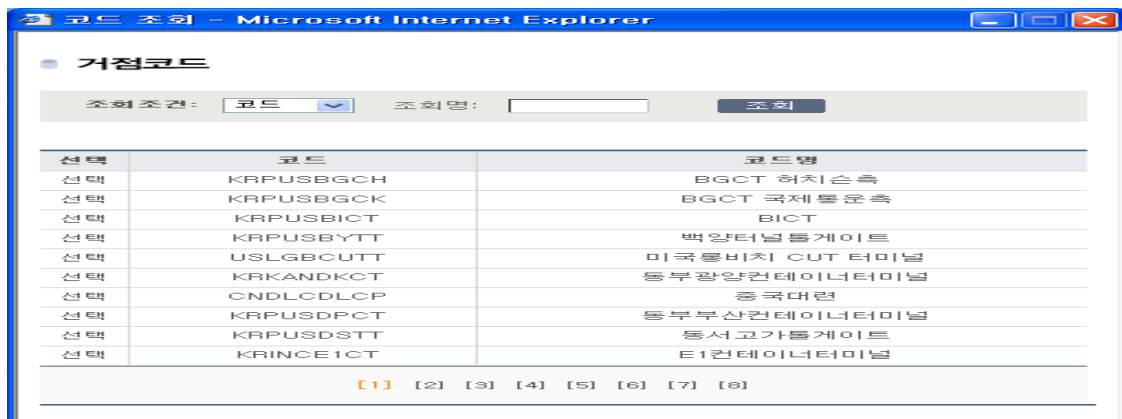 코드 조회 - Microsoft Internet Explorer
거점코드
조회조건: 코드 조회명: 조회
선택 코드 코드명
선택 KRPUSBGCH BGCT 허치슨측
선택 KRPUSBGCK BGCT 국제통운측
선택 KRPUSBICT BICT
선택 KRPUSBYTT 백양터널톨게이트
선택 USLGBCUTT 미국롱비치 CUT 터미널
선택 KRKANDKCT 동부광양컨테이너터미널
선택 CNDLCDLCP 중국대련
선택 KRPUSDPCT 동부부산컨테이너터미널
선택 KRPUSDSTT 동서고가톨게이트
선택 KRINCE1CT E1컨테이너터미널
[1] [2] [3] [4] [5] [6] [7] [8]